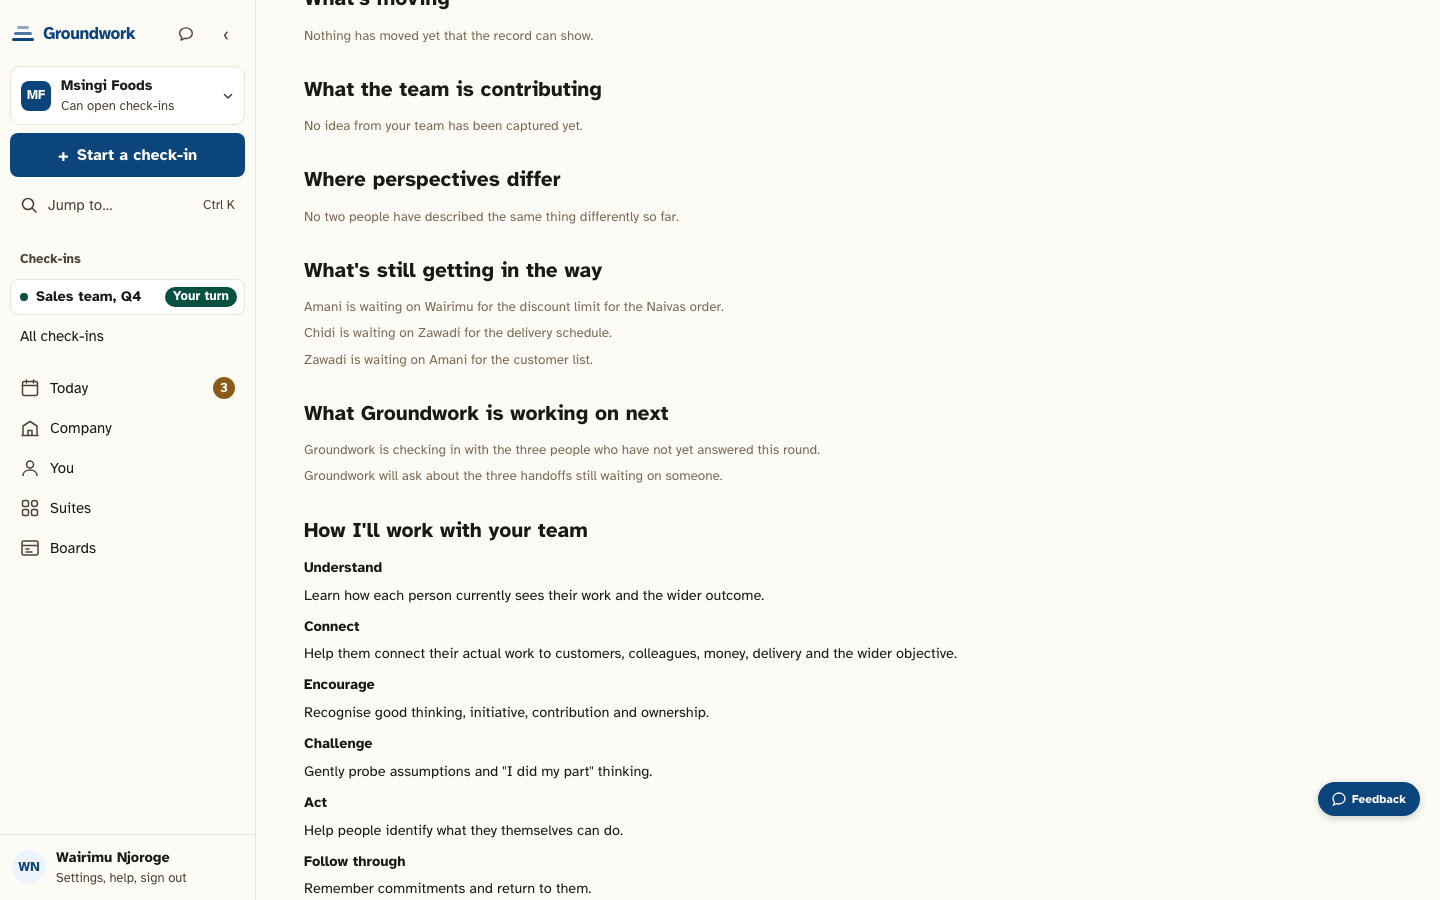 Groundwork
MF
Msingi Foods
Can open check-ins
+ Start a check-in
Jump to...
Ctrl K
Check-ins
Sales team, Q4
Your turn
All check-ins
Today
3
Company
You
Suites
Boards
WN
Wairimu Njoroge
Settings, help, sign out
What's moving
Nothing has moved yet that the record can show.
What the team is contributing
No idea from your team has been captured yet.
Where perspectives differ
No two people have described the same thing differently so far.
What's still getting in the way
Amani is waiting on Wairimu for the discount limit for the Naivas order.
Chidi is waiting on Zawadi for the delivery schedule.
Zawadi is waiting on Amani for the customer list.
What Groundwork is working on next
Groundwork is checking in with the three people who have not yet answered this round.
Groundwork will ask about the three handoffs still waiting on someone.
How I'll work with your team
Understand
Learn how each person currently sees their work and the wider outcome.
Connect
Help them connect their actual work to customers, colleagues, money, delivery and the wider objective.
Encourage
Recognise good thinking, initiative, contribution and ownership.
Challenge
Gently probe assumptions and "I did my part" thinking.
Act
Help people identify what they themselves can do.
Follow through
Remember commitments and return to them.
Feedback